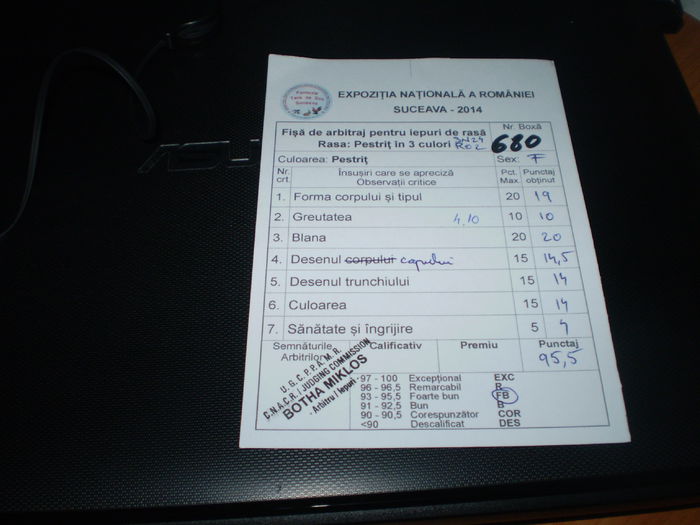 EXPOZIȚIA NAȚIONALĂ A ROMÂNIEI
SUCEAVA - 2014
Fișă de arbitraj pentru iepuri de rasă
Rasa: Pestriț în 3 culori
Nr. Boxă
680
Culoarea: Pestriț
Sex: F
Nr. crt. Însușiri care se apreciză Observații critice Pct. Max. Punctaj obținut
1. Forma corpului și tipul 20 19
2. Greutatea 4.10 10 10
3. Blana 20 20
4. Desenul corpului capului 15 14,5
5. Desenul trunchiului 15 14
6. Culoarea 15 14
7. Sănătate și îngrijire 5 4
Semnăturile Arbitrilor Calificativ Premiu Punctaj
95,5
U.G.C.P.P.A.M.R.
C.N.A.C.R. / JUDGING COMMISSION
BOTHA MIKLOS
- Arbitru / Iepuri -
97 - 100 Excepțional EXC
96 - 96,5 Remarcabil R
93 - 95,5 Foarte bun FB
91 - 92,5 Bun B
90 - 90,5 Corespunzător COR
<90 Descalificat DES